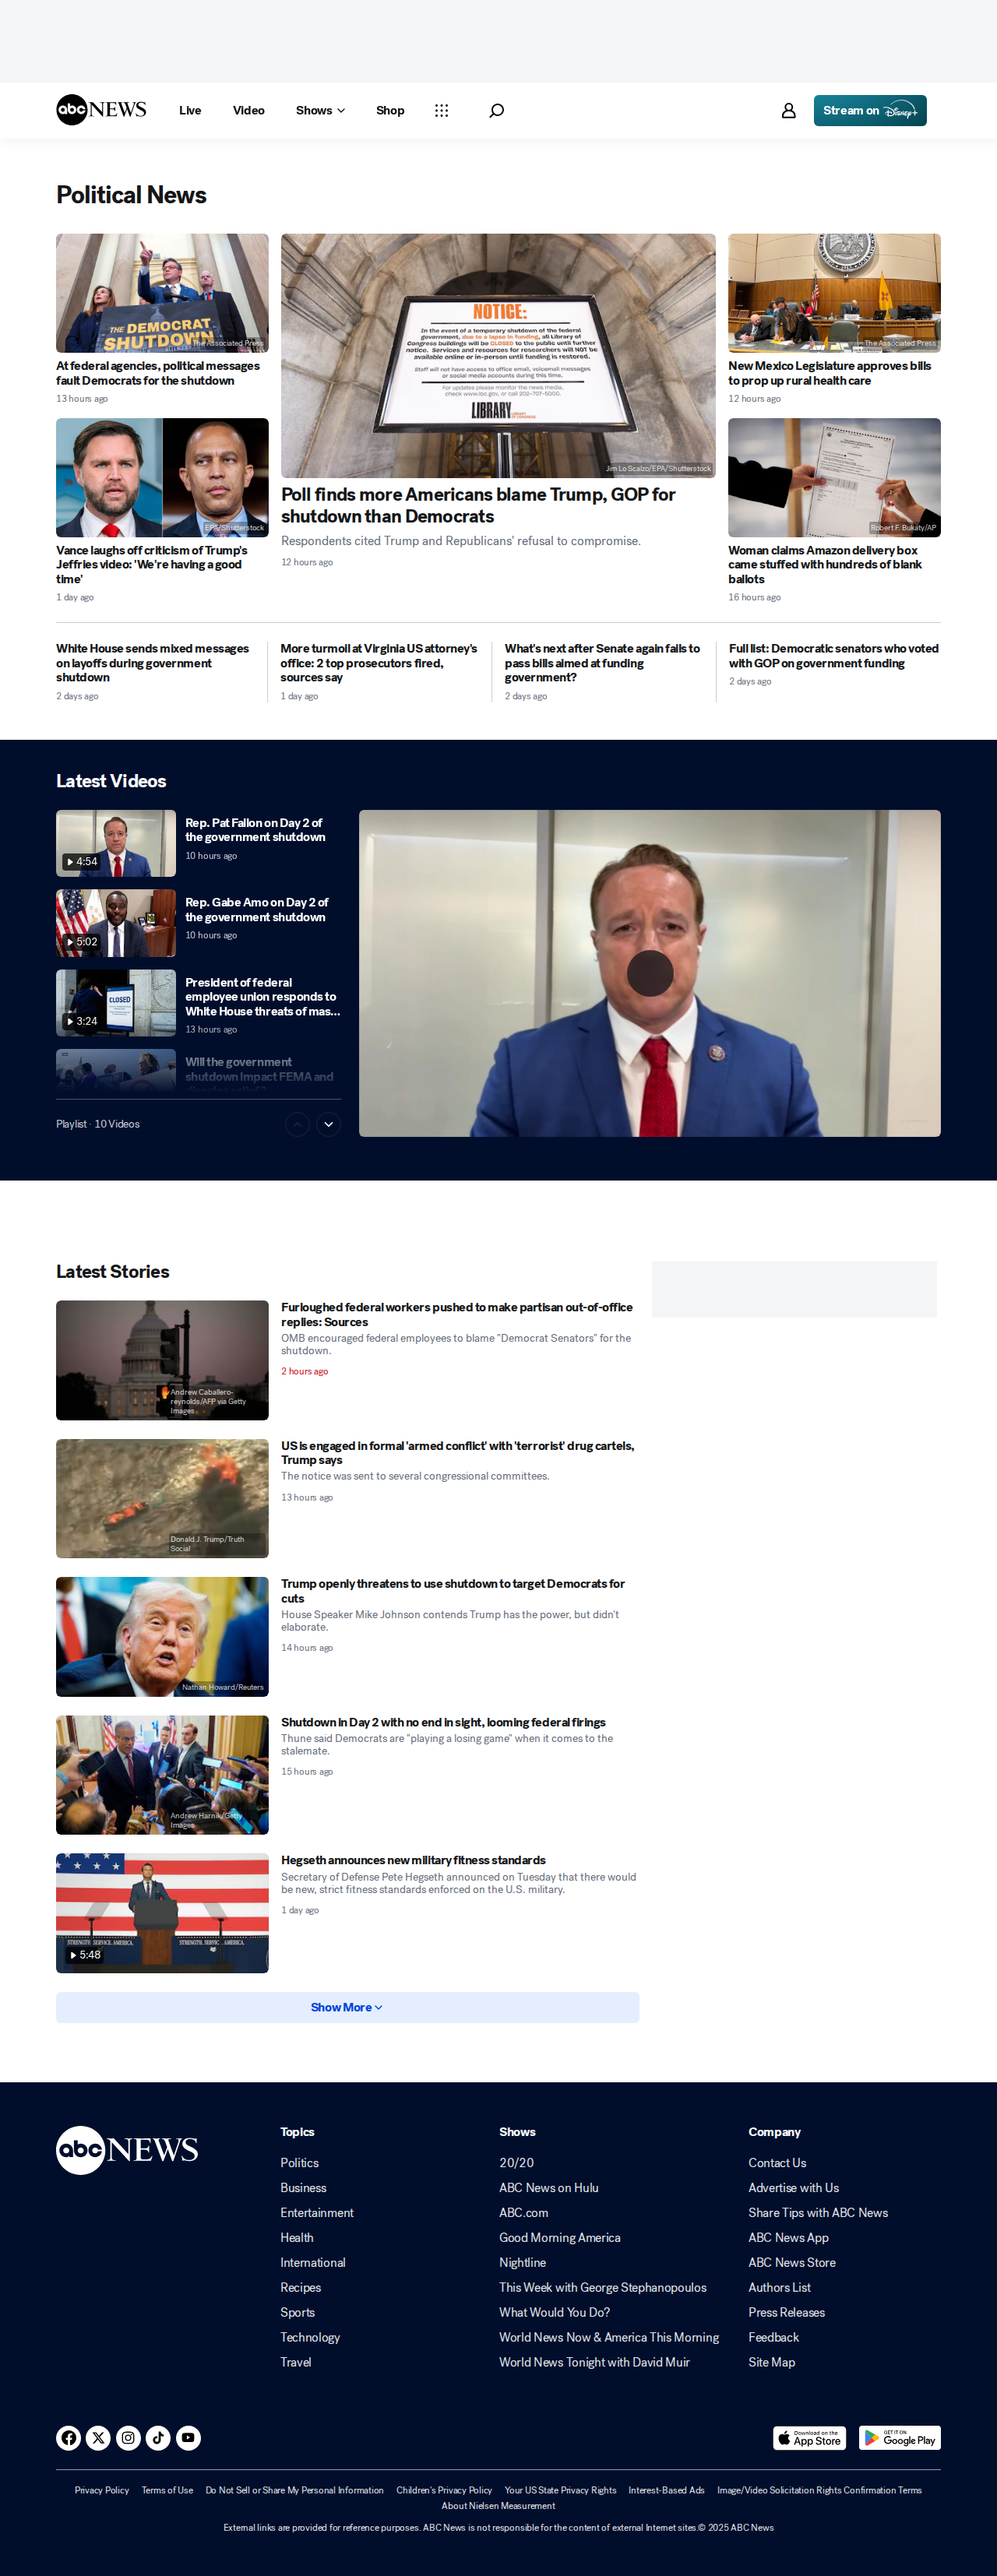 abc NEWS
Live
Video
Shows
Shop
Stream on Disney+
Political News
THE DEMOCRAT
SHUTDOWN
The Associated Press
At federal agencies, political messages
fault Democrats for the shutdown
13 hours ago
EPA/Shutterstock
Vance laughs off criticism of Trump's
Jeffries video: 'We're having a good
time'
1 day ago
NOTICE:
In the event of a temporary shutdown of the federal
government, due to a lapse in funding, all Library of
Congress buildings will be CLOSED to the public until further
notice. Services and resources for researchers will NOT be
available online or in-person until funding is restored.
Staff will not have access to office email, voicemail messages or
social media accounts during this time.
For updates please monitor the news media,
check www.loc.gov, or call 202-707-5000.
LIBRARY
Jim Lo Scalzo/EPA/Shutterstock
Poll finds more Americans blame Trump, GOP for
shutdown than Democrats
Respondents cited Trump and Republicans' refusal to compromise.
12 hours ago
The Associated Press
New Mexico Legislature approves bills
to prop up rural health care
12 hours ago
Robert F. Bukaty/AP
Woman claims Amazon delivery box
came stuffed with hundreds of blank
ballots
16 hours ago
White House sends mixed messages
on layoffs during government
shutdown
2 days ago
More turmoil at Virginia US attorney's
office: 2 top prosecutors fired,
sources say
1 day ago
What's next after Senate again fails to
pass bills aimed at funding
government?
2 days ago
Full list: Democratic senators who voted
with GOP on government funding
2 days ago
Latest Videos
4:54
Rep. Pat Fallon on Day 2 of
the government shutdown
10 hours ago
5:02
Rep. Gabe Amo on Day 2 of
the government shutdown
10 hours ago
CLOSED
3:24
President of federal
employee union responds to
White House threats of mas...
13 hours ago
Will the government
shutdown impact FEMA and
Playlist · 10 Videos
Latest Stories
Andrew Caballero-
reynolds/AFP via Getty
Images
Furloughed federal workers pushed to make partisan out-of-office
replies: Sources
OMB encouraged federal employees to blame "Democrat Senators" for the
shutdown.
2 hours ago
Donald J. Trump/Truth
Social
US is engaged in formal 'armed conflict' with 'terrorist' drug cartels,
Trump says
The notice was sent to several congressional committees.
13 hours ago
Nathan Howard/Reuters
Trump openly threatens to use shutdown to target Democrats for
cuts
House Speaker Mike Johnson contends Trump has the power, but didn't
elaborate.
14 hours ago
Andrew Harnik/Getty
Images
Shutdown in Day 2 with no end in sight, looming federal firings
Thune said Democrats are "playing a losing game" when it comes to the
stalemate.
15 hours ago
STRENGTH. SERVICE. AMERICA.
5:48
Hegseth announces new military fitness standards
Secretary of Defense Pete Hegseth announced on Tuesday that there would
be new, strict fitness standards enforced on the U.S. military.
1 day ago
Show More
abc NEWS
Topics
Politics
Business
Entertainment
Health
International
Recipes
Sports
Technology
Travel
Shows
20/20
ABC News on Hulu
ABC.com
Good Morning America
Nightline
This Week with George Stephanopoulos
What Would You Do?
World News Now & America This Morning
World News Tonight with David Muir
Company
Contact Us
Advertise with Us
Share Tips with ABC News
ABC News App
ABC News Store
Authors List
Press Releases
Feedback
Site Map
Download on the
App Store
GET IT ON
Google Play
Privacy Policy
Terms of Use
Do Not Sell or Share My Personal Information
Children's Privacy Policy
Your US State Privacy Rights
Interest-Based Ads
Image/Video Solicitation Rights Confirmation Terms
About Nielsen Measurement
External links are provided for reference purposes. ABC News is not responsible for the content of external Internet sites.© 2025 ABC News